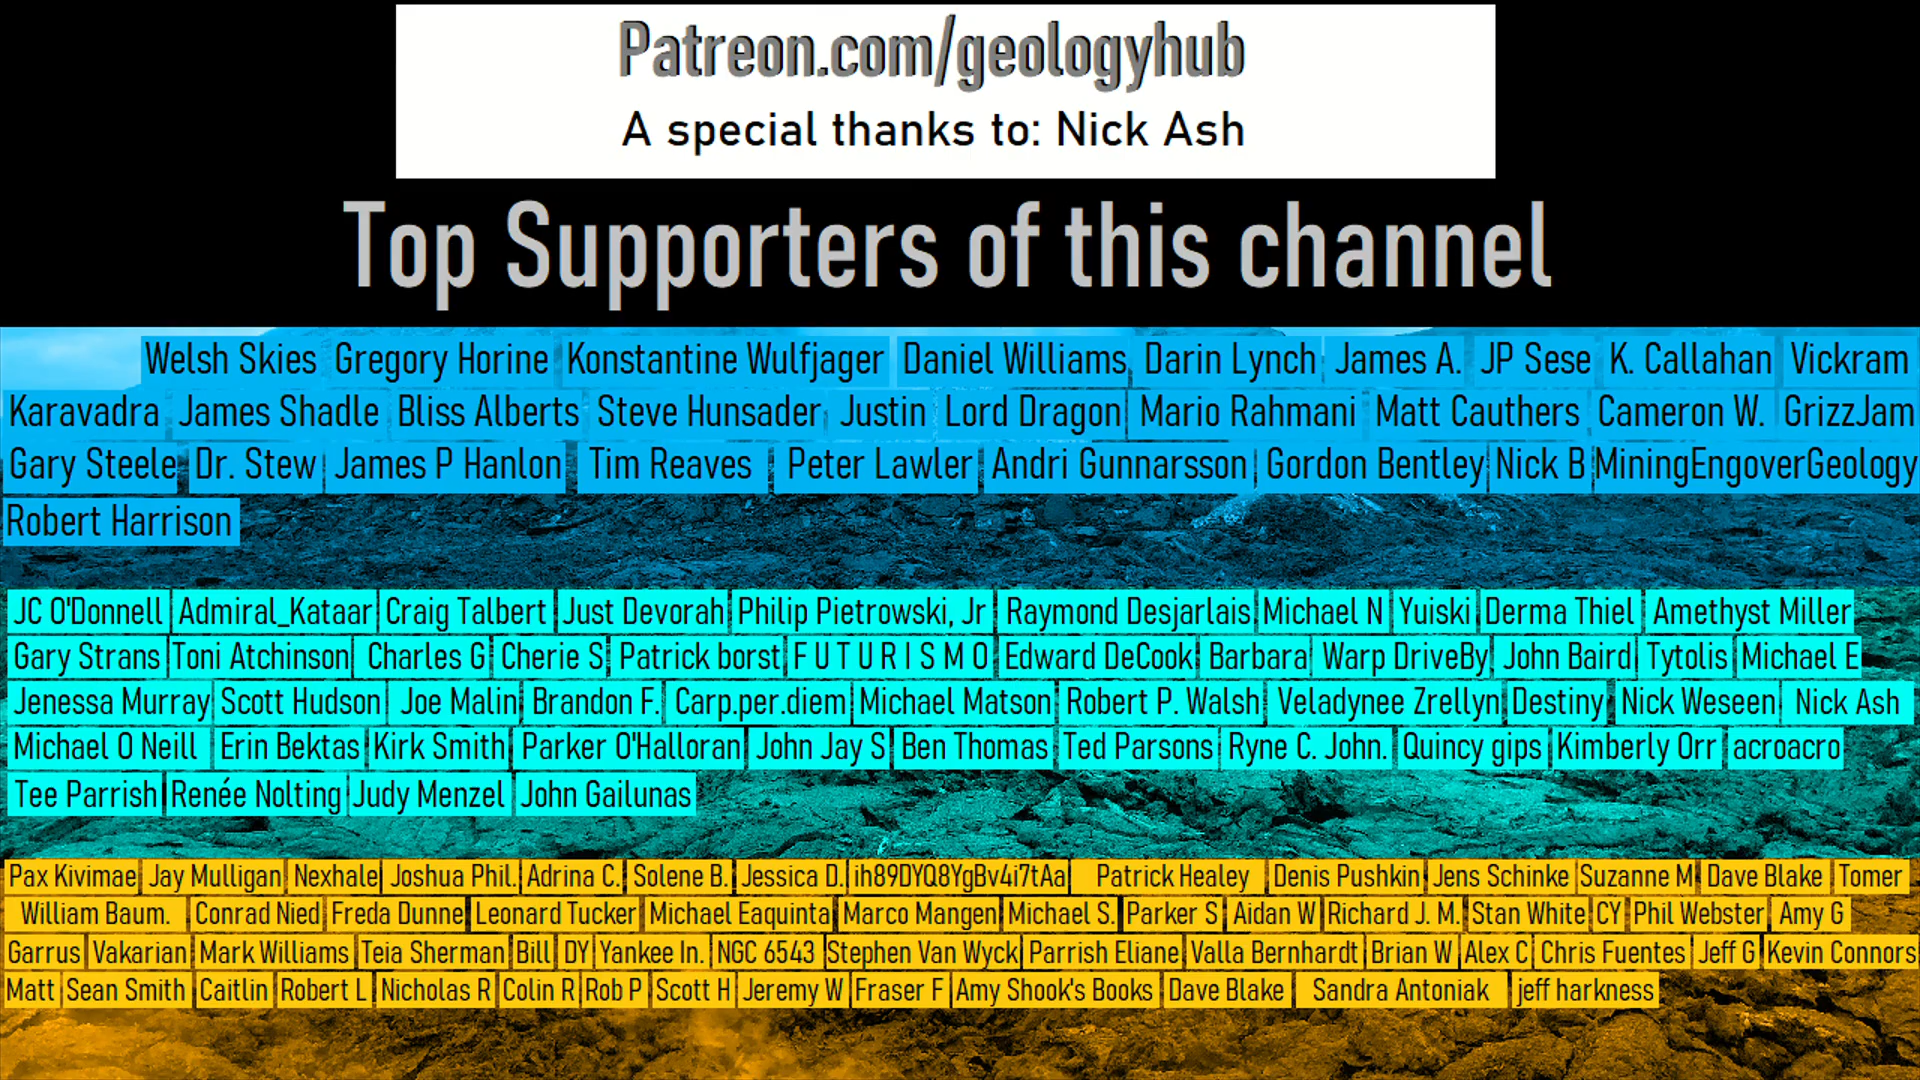 Patreon.com/geologyhub
A special thanks to: Nick Ash
Top Supporters of this channel
Welsh Skies Gregory Horine Konstantine Wulfjager Daniel Williams Darin Lynch James A. JP Sese K. Callahan Vickram
Karavadra James Shadle Bliss Alberts Steve Hunsader Justin Lord Dragon Mario Rahmani Matt Cauthers Cameron W. GrizzJam
Gary Steele Dr. Stew James P Hanlon Tim Reaves Peter Lawler Andri Gunnarsson Gordon Bentley Nick B MiningEngoverGeology
Robert Harrison
JC O'Donnell Admiral_Kataar Craig Talbert Just Devorah Philip Pietrowski, Jr Raymond Desjarlais Michael N Yuiski Derma Thiel Amethyst Miller
Gary Strans Toni Atchinson Charles G Cherie S Patrick borst F U T U R I S M O Edward DeCook Barbara Warp DriveBy John Baird Tytolis Michael E
Jenessa Murray Scott Hudson Joe Malin Brandon F. Carp.per.diem Michael Matson Robert P. Walsh Veladynee Zrellyn Destiny Nick Weseen Nick Ash
Michael O Neill Erin Bektas Kirk Smith Parker O'Halloran John Jay S Ben Thomas Ted Parsons Ryne C. John. Quincy gips Kimberly Orr acroacro
Tee Parrish Renée Nolting Judy Menzel John Gailunas
Pax Kivimae Jay Mulligan Nexhale Joshua Phil. Adrina C. Solene B. Jessica D. ih89DYQ8YgBv4i7tAa Patrick Healey Denis Pushkin Jens Schinke Suzanne M Dave Blake Tomer
William Baum. Conrad Nied Freda Dunne Leonard Tucker Michael Eaquinta Marco Mangen Michael S. Parker S Aidan W Richard J. M. Stan White CY Phil Webster Amy G
Garrus Vakarian Mark Williams Teia Sherman Bill DY Yankee In. NGC 6543 Stephen Van Wyck Parrish Eliane Valla Bernhardt Brian W Alex C Chris Fuentes Jeff G Kevin Connors
Matt Sean Smith Caitlin Robert L Nicholas R Colin R Rob P Scott H Jeremy W Fraser F Amy Shook's Books Dave Blake Sandra Antoniak jeff harkness